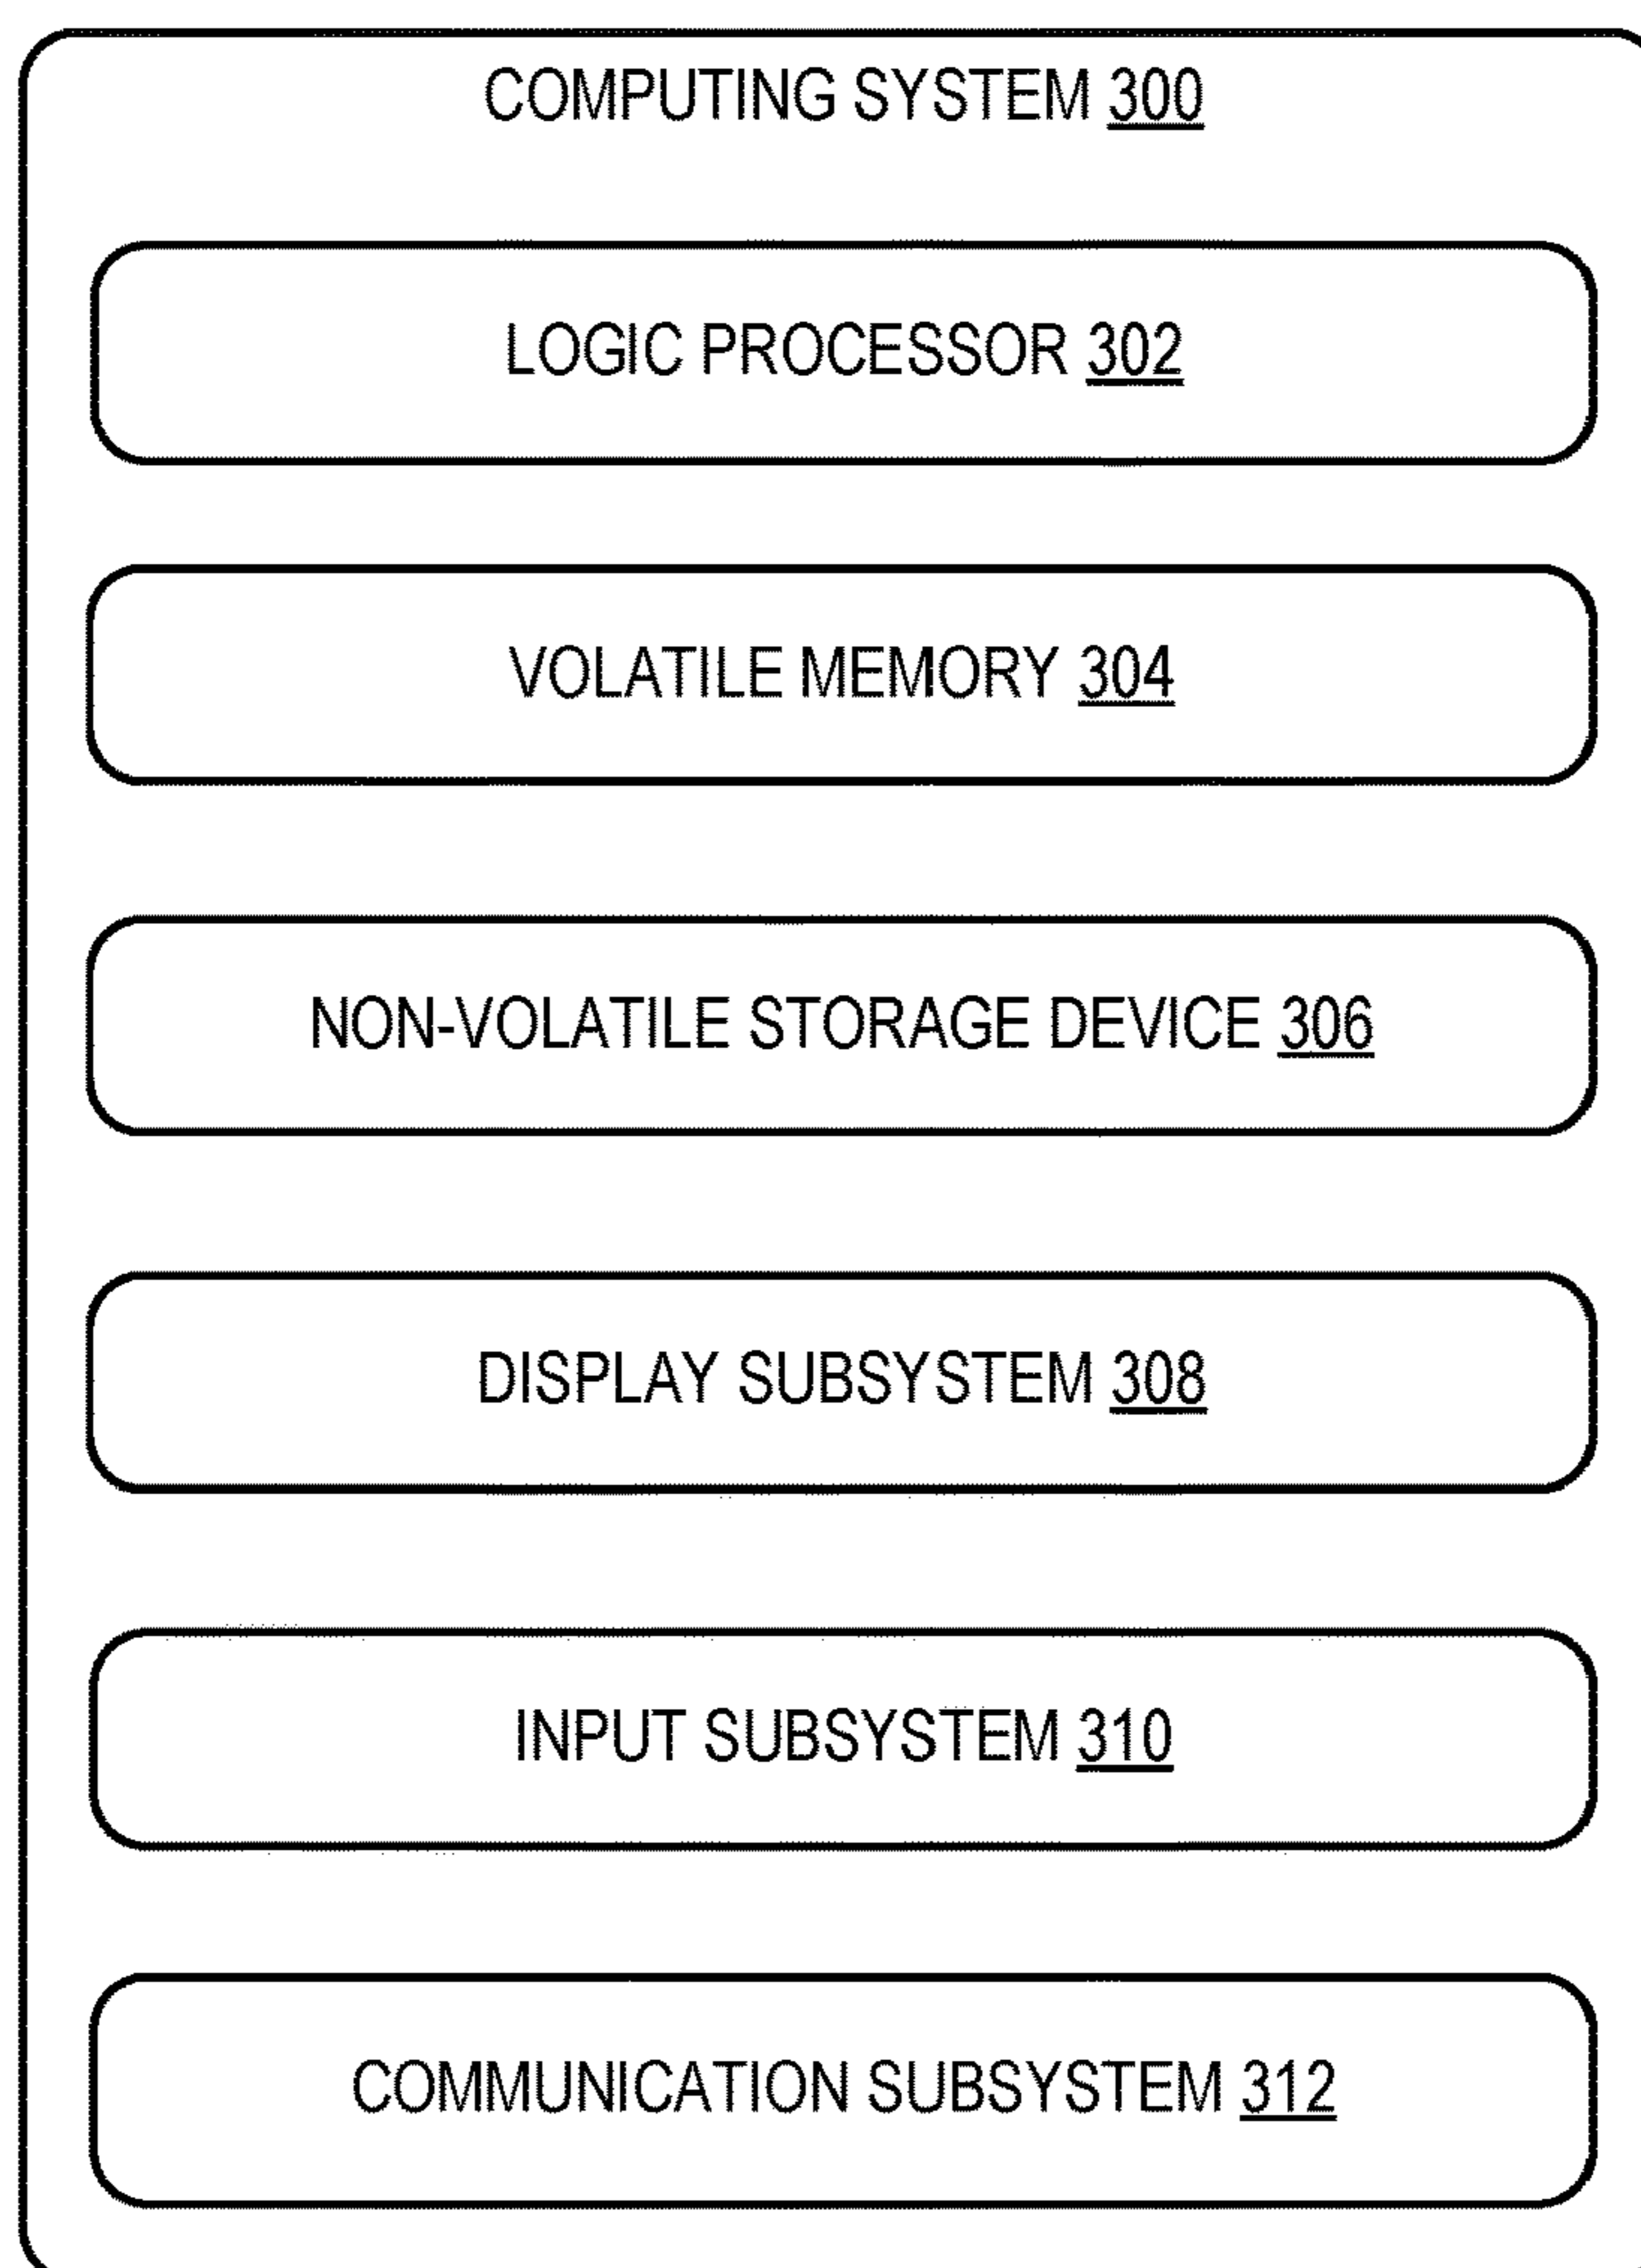 COMPUTING SYSTEM 300
LOGIC PROCESSOR 302
VOLATILE MEMORY 304
NON-VOLATILE STORAGE DEVICE 306
DISPLAY SUBSYSTEM 308
INPUT SUBSYSTEM 310
COMMUNICATION SUBSYSTEM 312